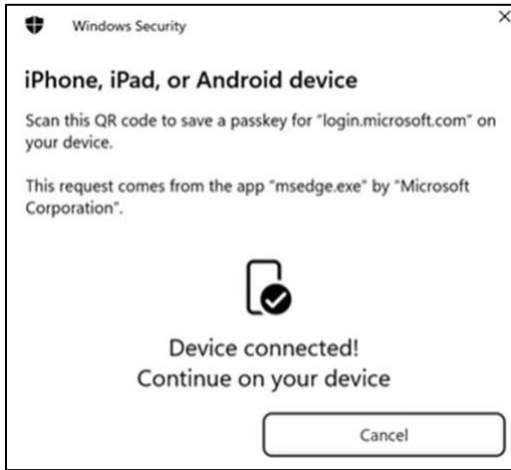 Windows Security
iPhone, iPad, or Android device
Scan this QR code to save a passkey for "login.microsoft.com" on
your device.
This request comes from the app "msedge.exe" by "Microsoft
Corporation".
Device connected!
Continue on your device
Cancel